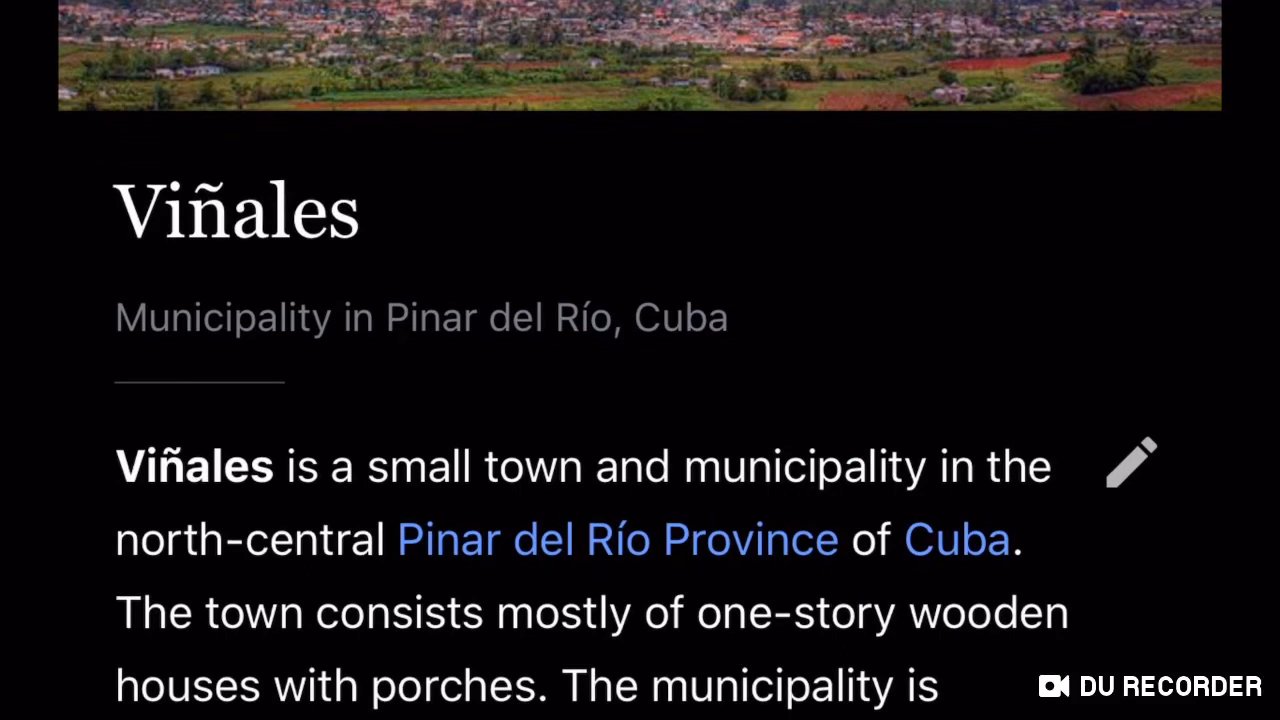 Viñales
Municipality in Pinar del Río, Cuba
Viñales is a small town and municipality in the
north-central Pinar del Río Province of Cuba.
The town consists mostly of one-story wooden
houses with porches. The municipality is
DU RECORDER